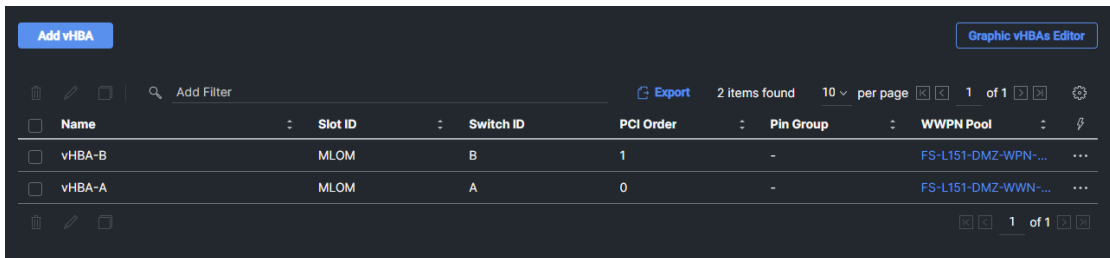 Add vHBA Graphic vHBAs Editor
Add Filter Export 2 items found 10 per page 1 of 1
Name Slot ID Switch ID PCI Order Pin Group WWPN Pool
vHBA-B MLOM B 1 - FS-L151-DMZ-WPN-...
vHBA-A MLOM A 0 - FS-L151-DMZ-WWN-...
1 of 1